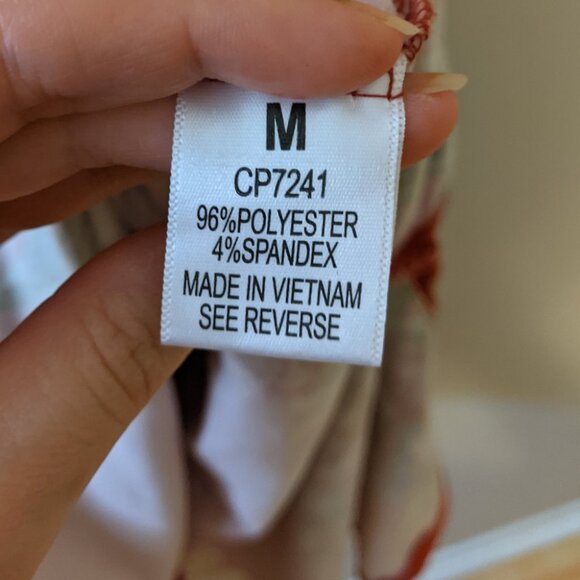 M
CP7241
96%POLYESTER
4%SPANDEX
MADE IN VIETNAM
SEE REVERSE